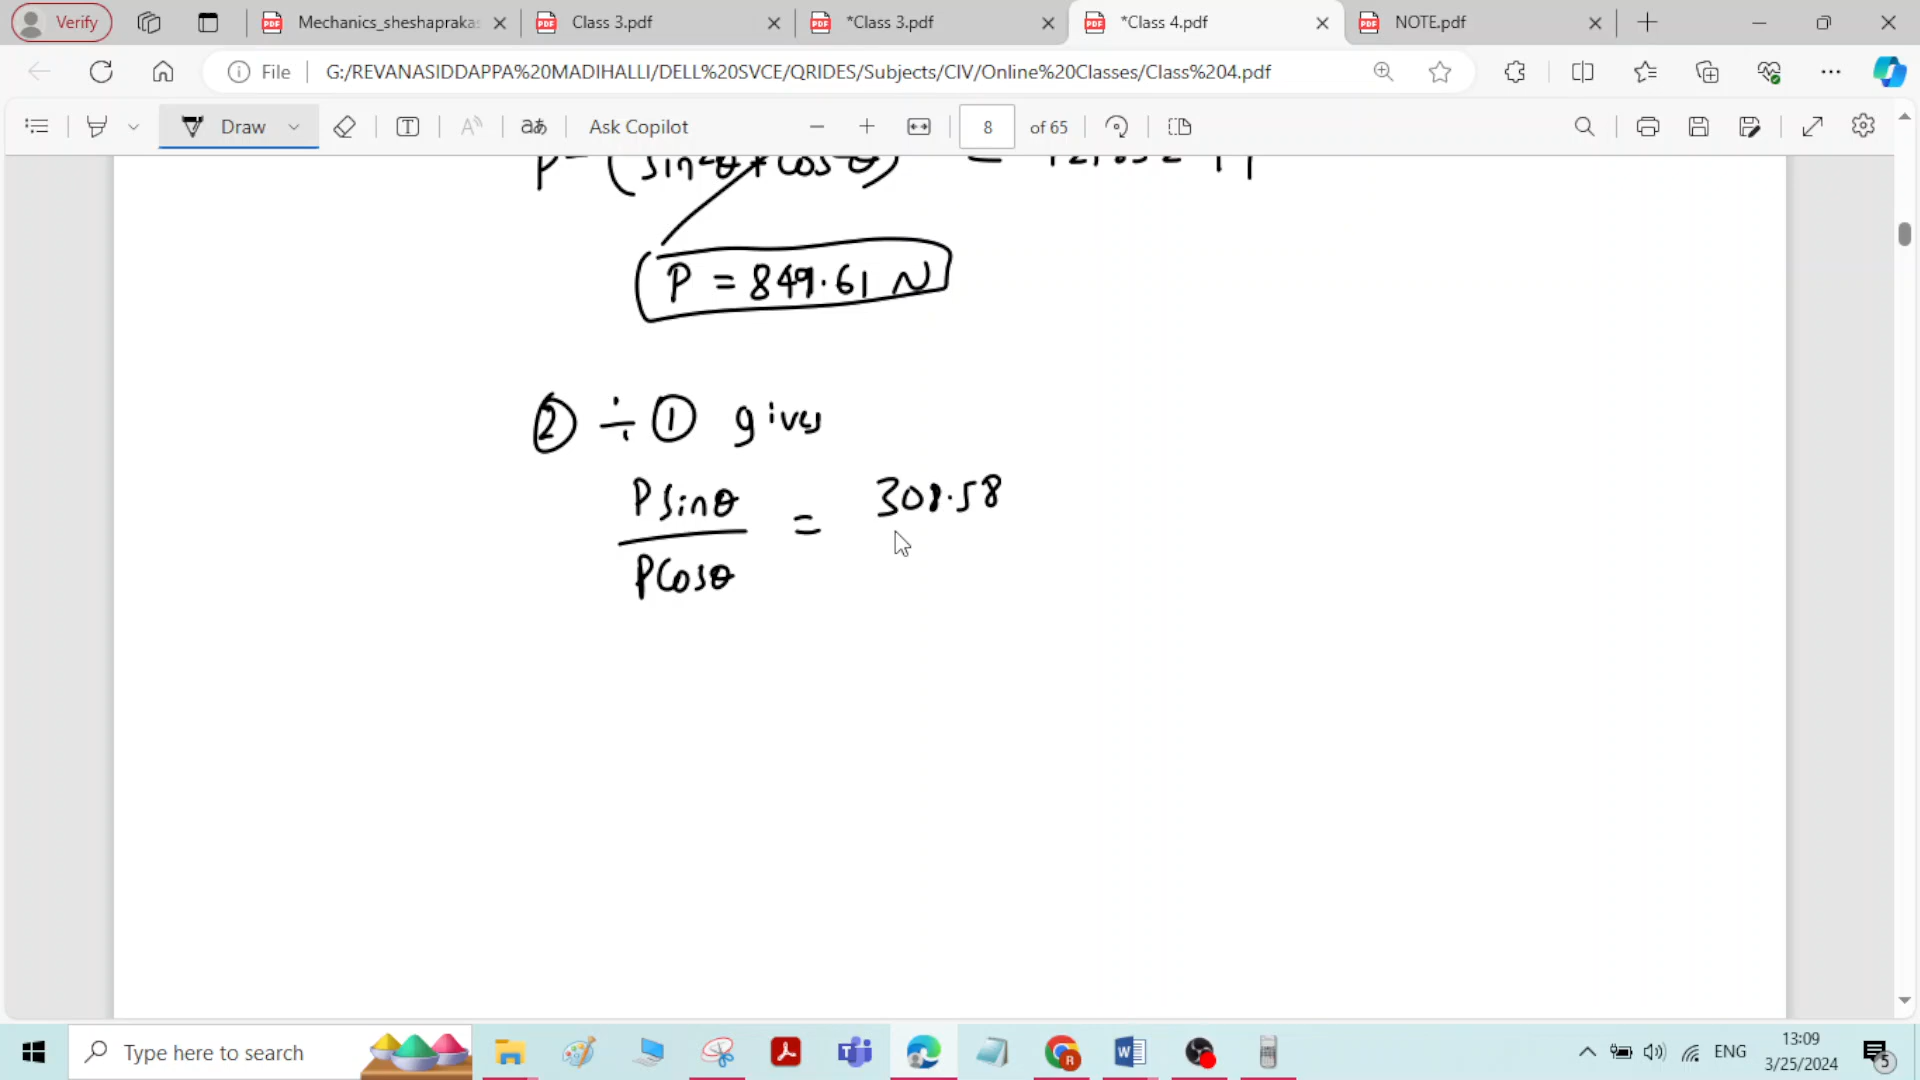 Verify
Mechanics_sheshapraka
Class 3.pdf
*Class 3.pdf
*Class 4.pdf
NOTE.pdf
File
G:/REVANASIDDAPPA%20MADIHALLI/DELL%20SVCE/QRIDES/Subjects/CIV/Online%20Classes/Class%204.pdf
Draw
Ask Copilot
8
of 65
P = 849.61 N
② ÷ ① gives
P sinθ / P Cosθ = 308.58
Type here to search
ENG
13:09
3/25/2024
5